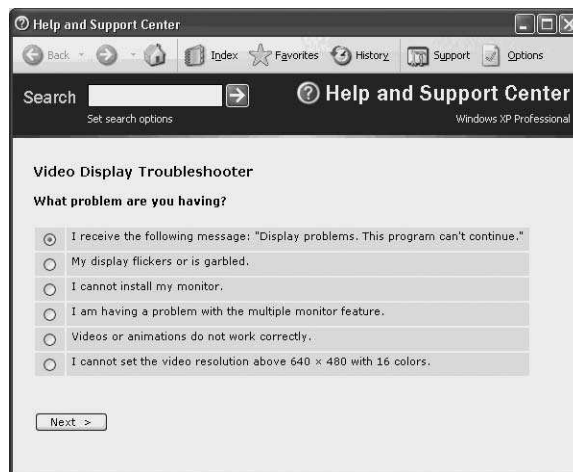 Help and Support Center
Back Index Favorites History Support Options
Search
Set search options
Help and Support Center
Windows XP Professional
Video Display Troubleshooter
What problem are you having?
I receive the following message: "Display problems. This program can't continue."
My display flickers or is garbled.
I cannot install my monitor.
I am having a problem with the multiple monitor feature.
Videos or animations do not work correctly.
I cannot set the video resolution above 640 × 480 with 16 colors.
Next >